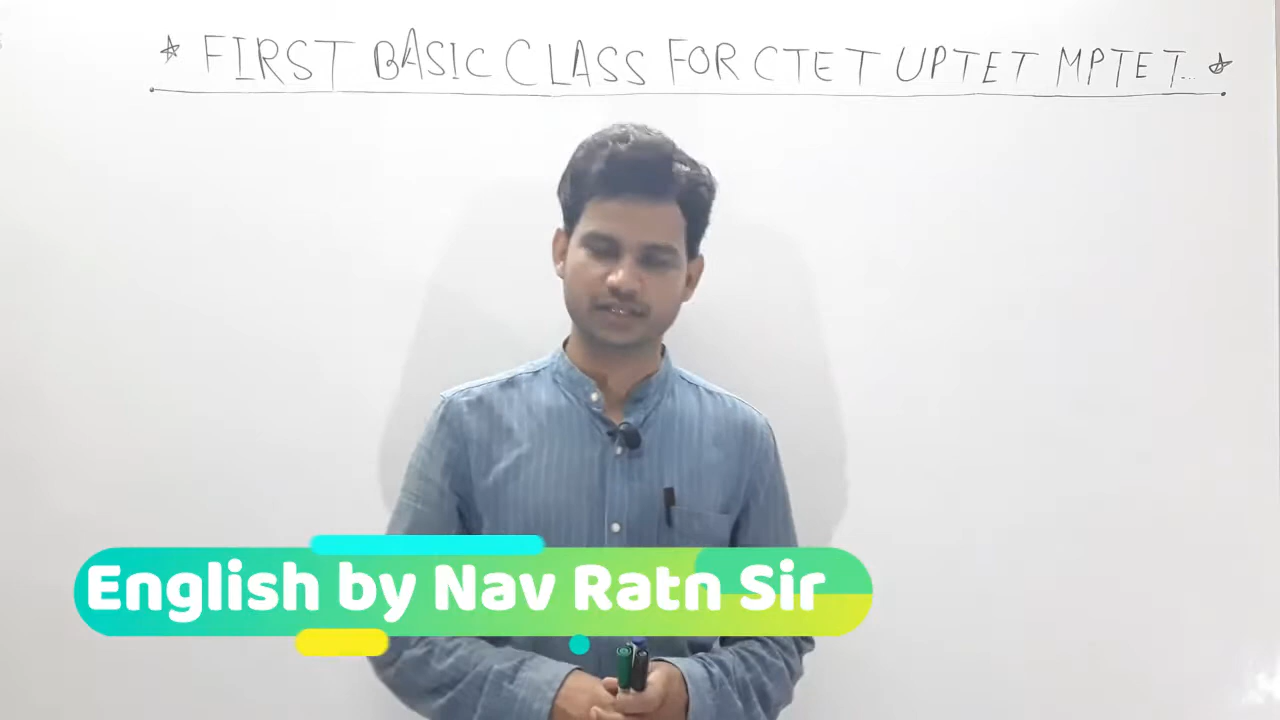 ☆ FIRST BASIC CLASS FOR CTET UPTET MPTET... ☆
English by Nav Ratn Sir